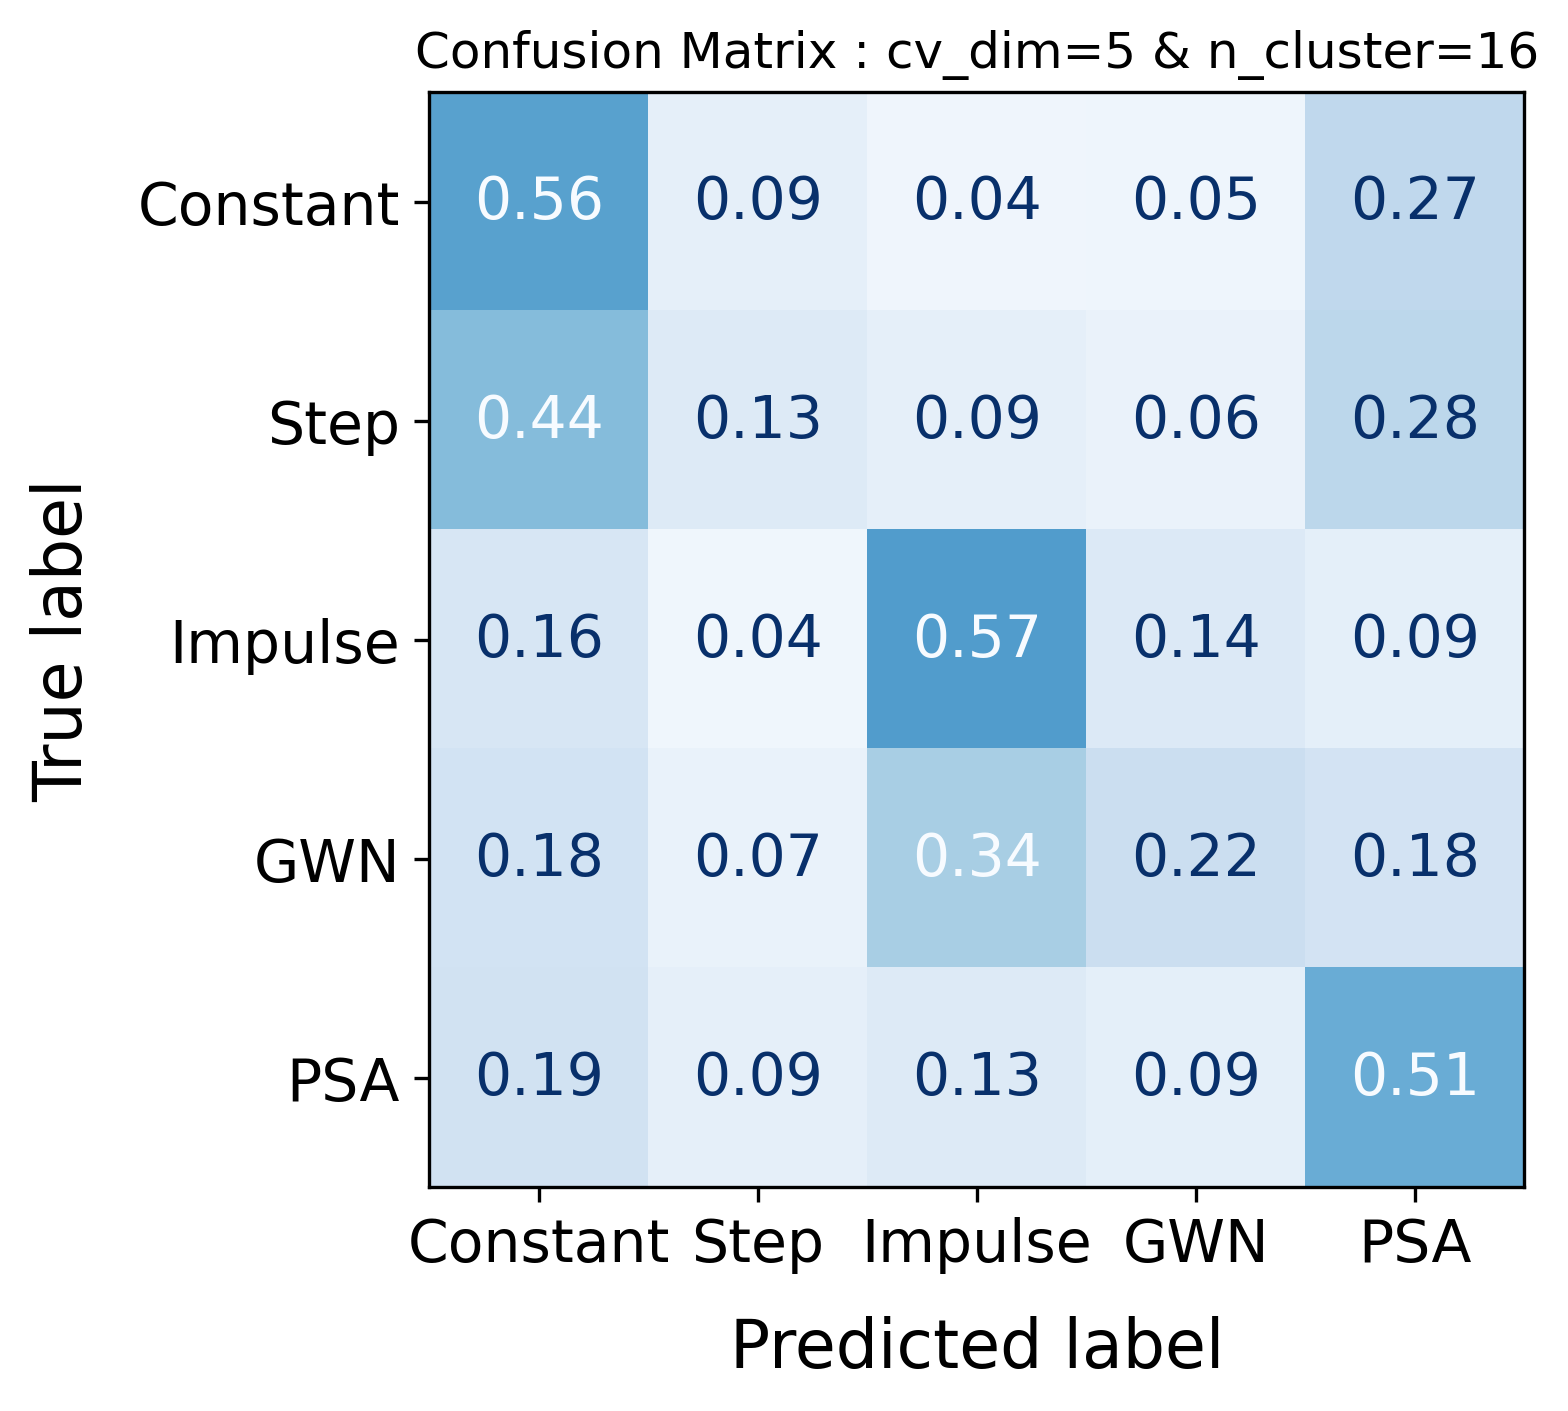 Confusion Matrix : cv_dim=5 & n_cluster=16
Constant 0.56 0.09 0.04 0.05 0.27
Step 0.44 0.13 0.09 0.06 0.28
True label
Impulse 0.16 0.04 0.57 0.14 0.09
GWN 0.18 0.07 0.34 0.22 0.18
PSA 0.19 0.09 0.13 0.09 0.51
Constant Step Impulse GWN PSA
Predicted label